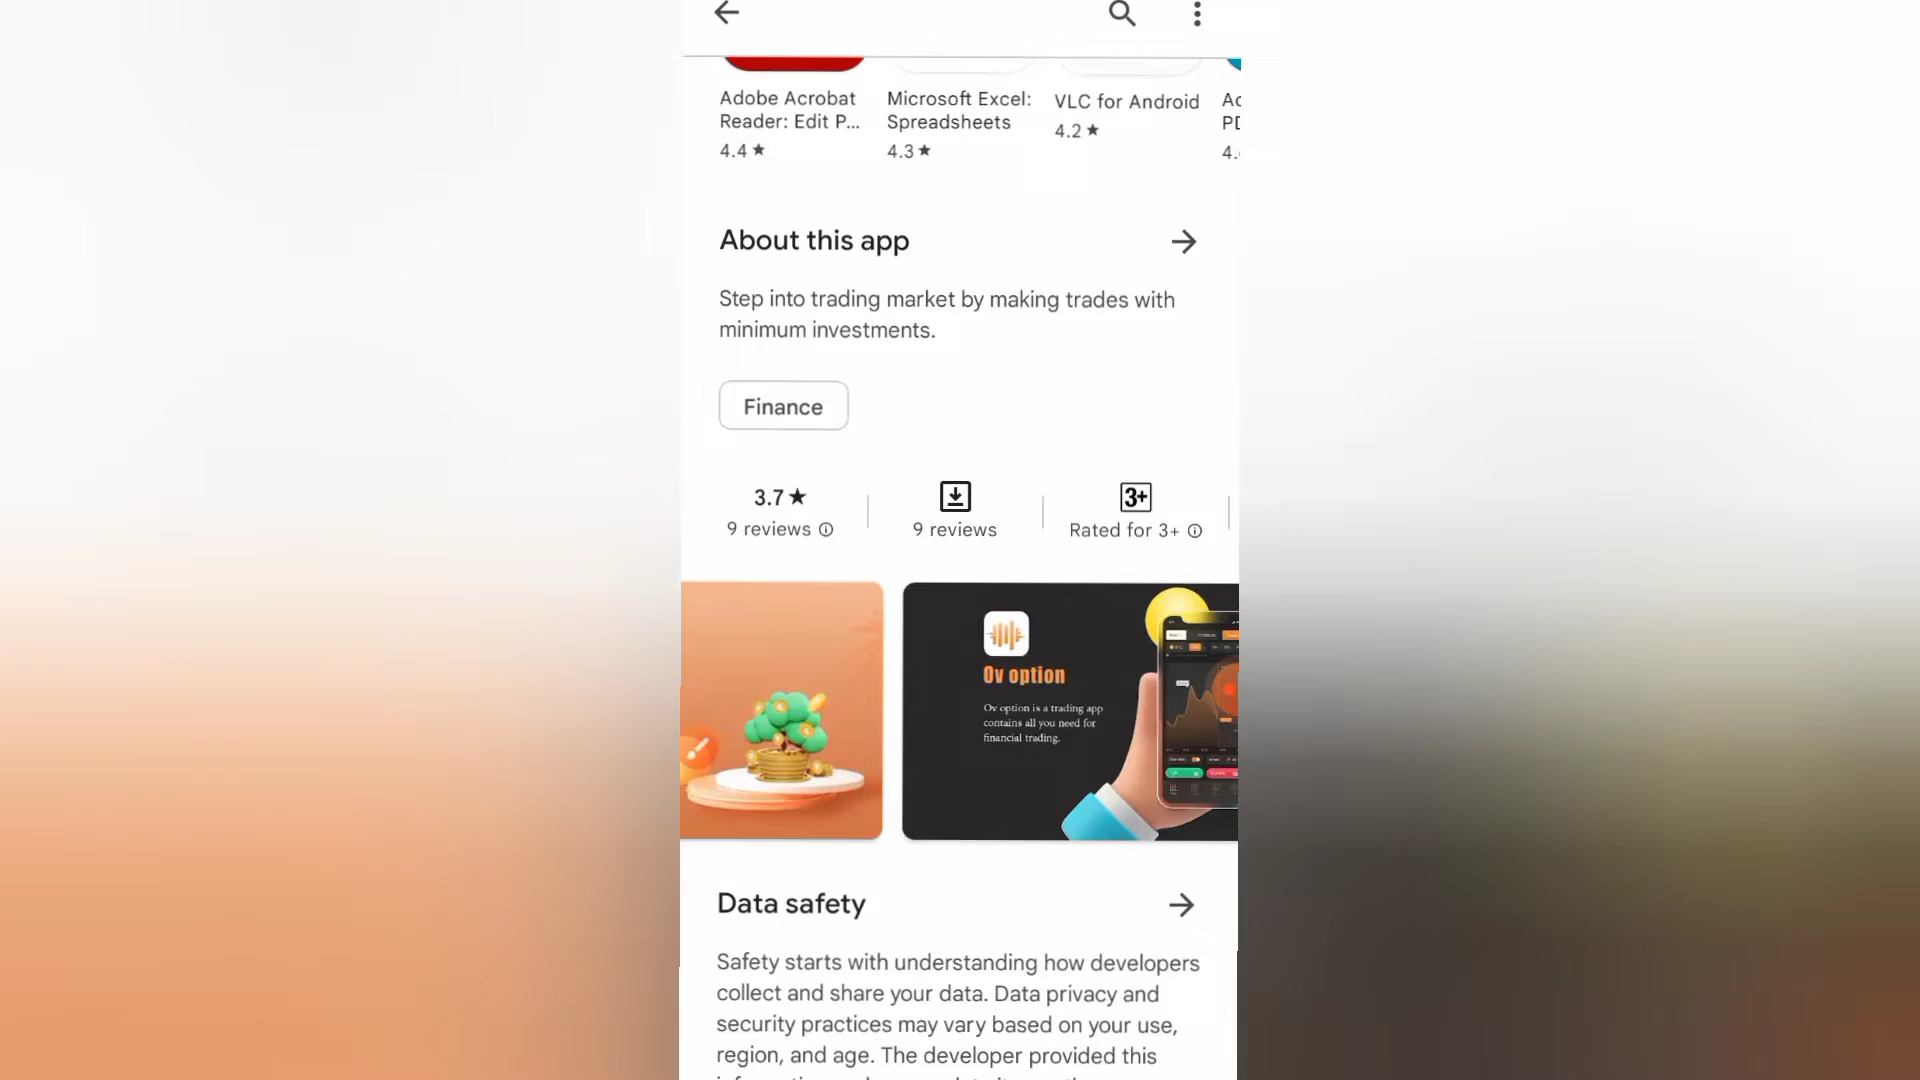 Adobe Acrobat
Reader: Edit P...
4.4 ★
Microsoft Excel:
Spreadsheets
4.3 ★
VLC for Android
4.2 ★
About this app
Step into trading market by making trades with
minimum investments.
Finance
3.7 ★
9 reviews
9 reviews
3+
Rated for 3+
Ov option
Ov option is a trading app
contains all you need for
financial trading.
Data safety
Safety starts with understanding how developers
collect and share your data. Data privacy and
security practices may vary based on your use,
region, and age. The developer provided this